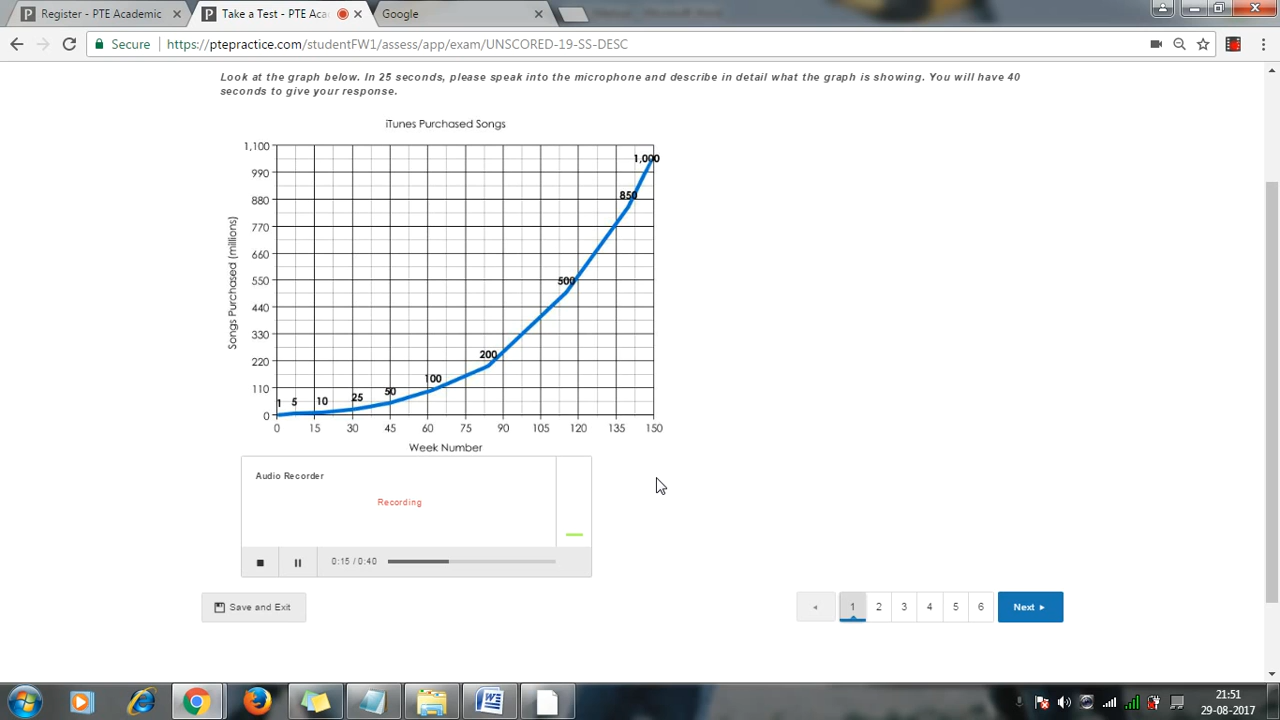 Register - PTE Academic
Take a Test - PTE Aca
Google
Secure
https://ptepractice.com/studentFW1/assess/app/exam/UNSCORED-19-SS-DESC
Look at the graph below. In 25 seconds, please speak into the microphone and describe in detail what the graph is showing. You will have 40
seconds to give your response.
iTunes Purchased Songs
Songs Purchased (millions)
1,100
990
880
770
660
550
440
330
220
110
0
1,000
850
500
200
100
50
25
10
5
1
0 15 30 45 60 75 90 105 120 135 150
Week Number
Audio Recorder
Recording
0:15 / 0:40
Save and Exit
1 2 3 4 5 6
Next
21:51
29-08-2017